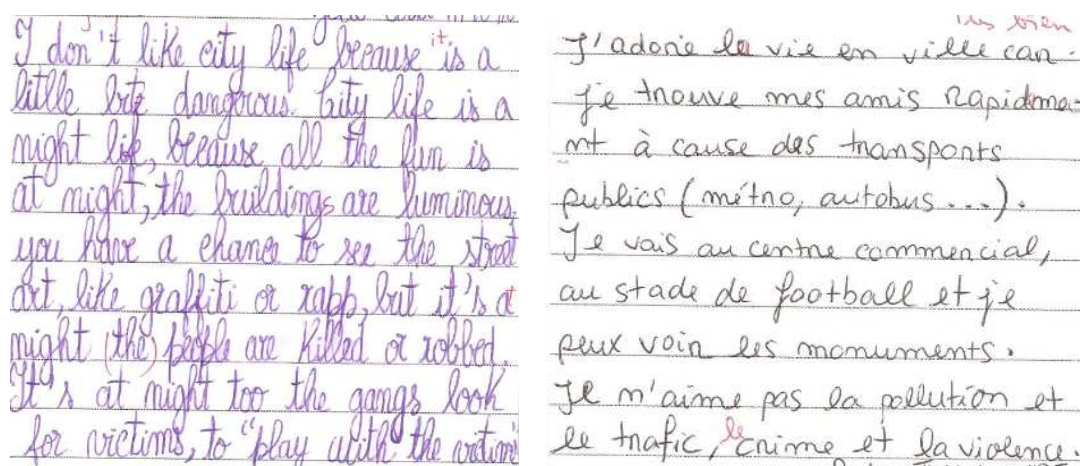 I don't like city life because it is a
little bite dangerous. City life is a
night life, because all the fun is
at night, the buildings are luminous,
you have a chance to see the street
art, like graffiti or rapp, but it's at
night (the) people are killed or robbed.
It's at night too the gangs look
for victims, to "play with the victims
très bien
J'adore la vie en ville car
je trouve mes amis rapideme-
nt à cause des transports
publics (métro, autobus...).
Je vais au centre commercial,
au stade de football et je
peux voir les monuments.
Je m'aime pas la pollution et
le trafic, le crime et la violence.